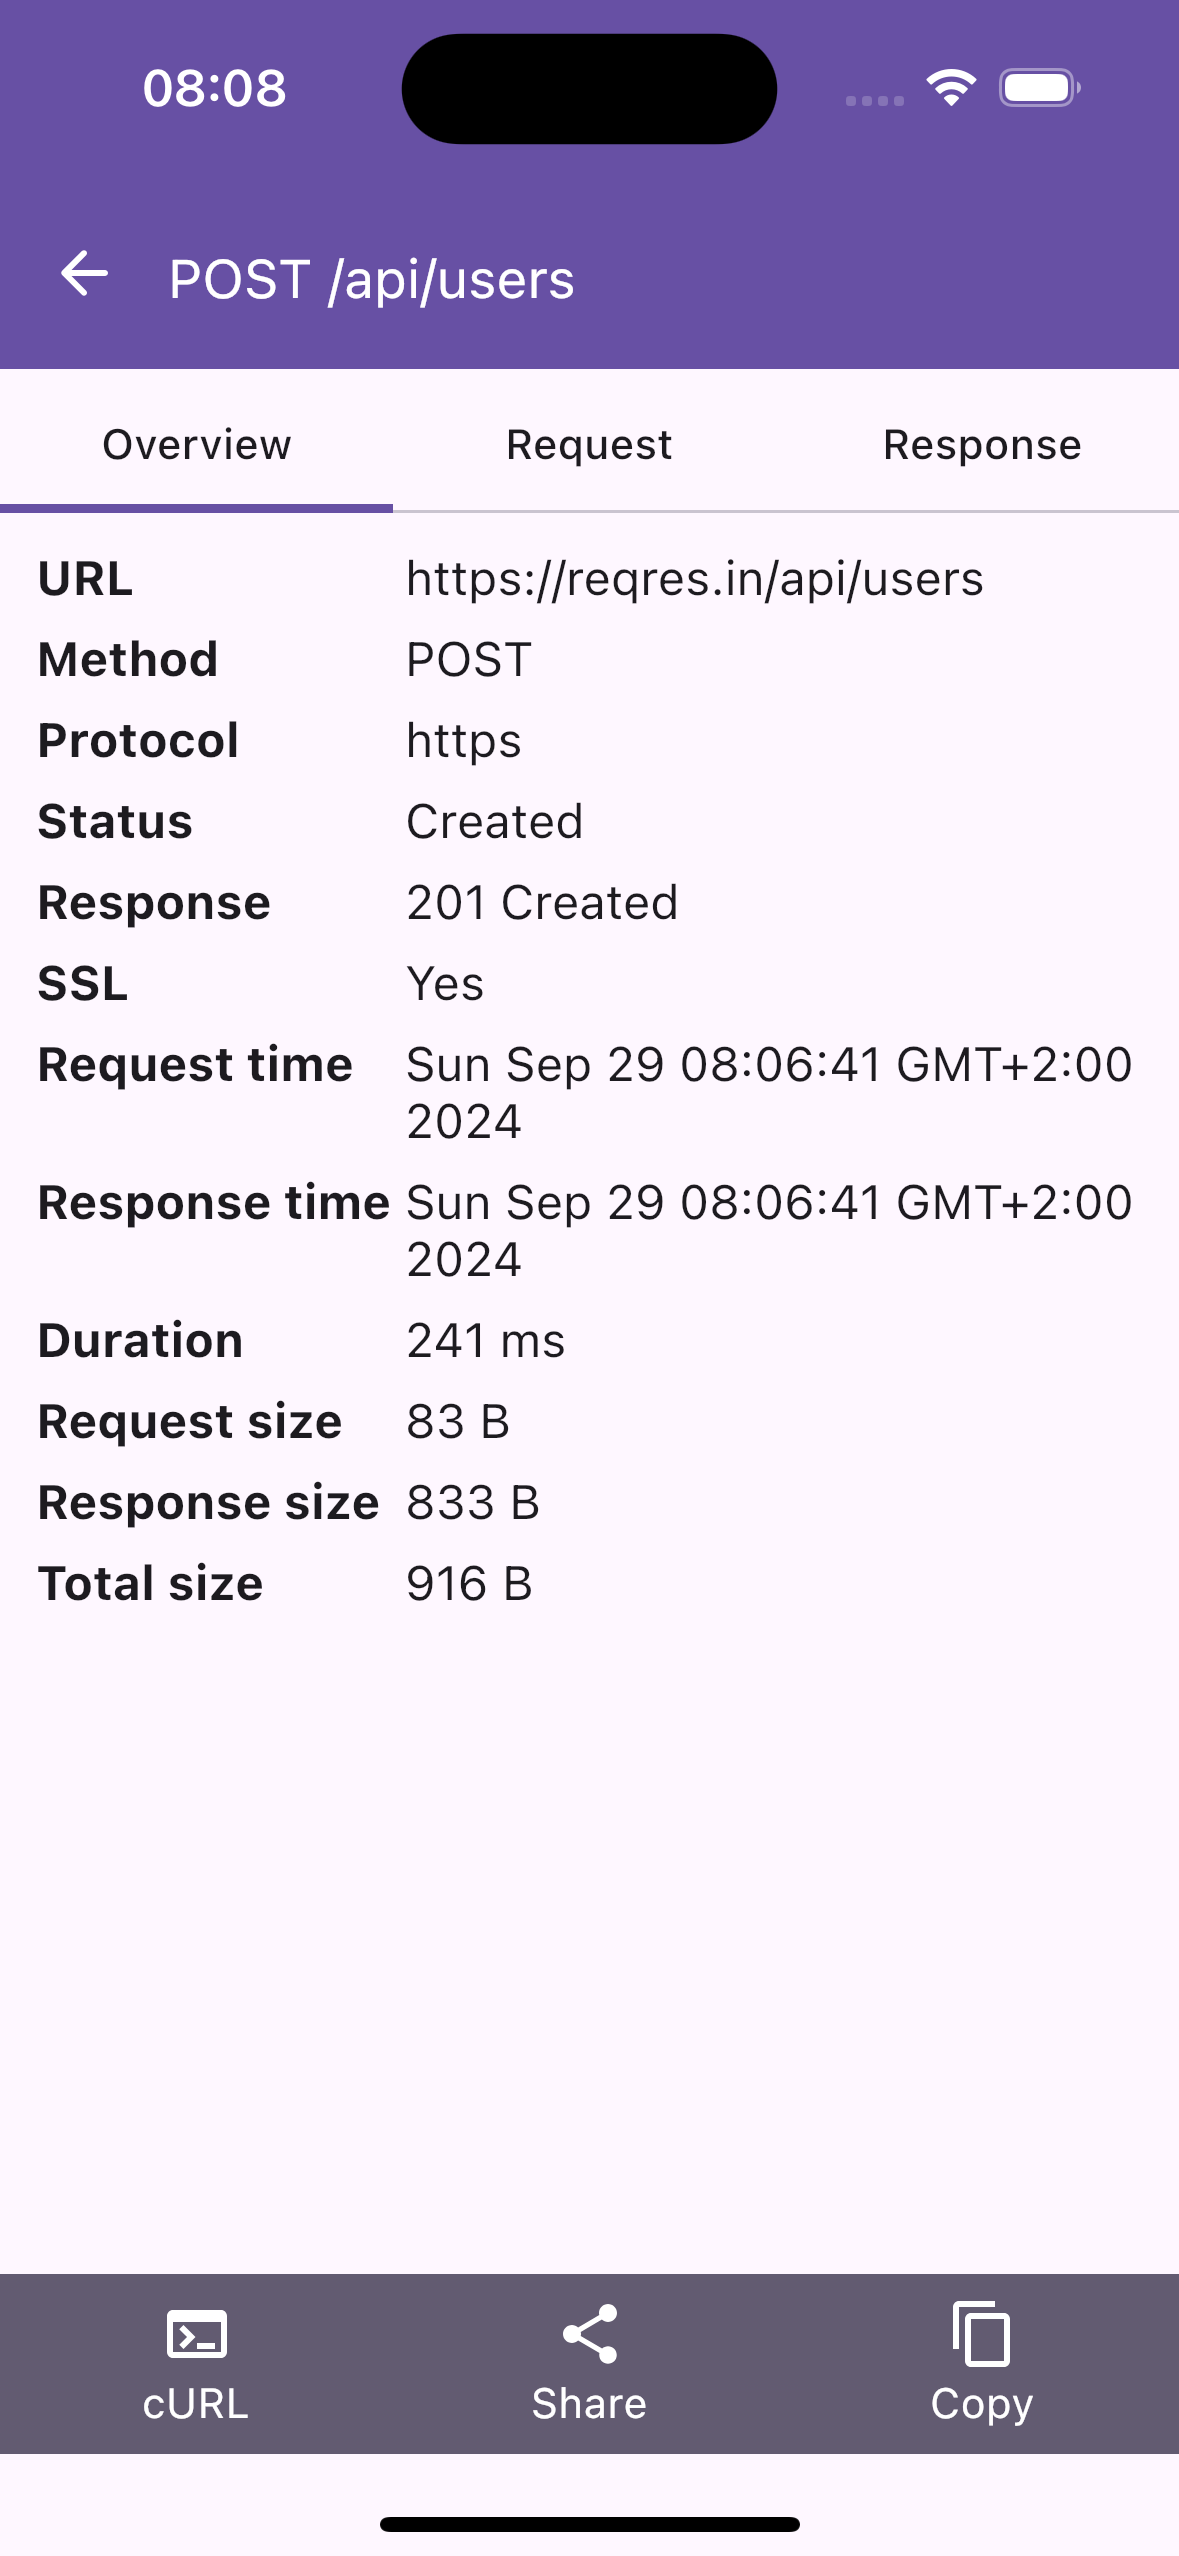 08:08
POST /api/users
Overview Request Response
URL https://reqres.in/api/users
Method POST
Protocol https
Status Created
Response 201 Created
SSL Yes
Request time Sun Sep 29 08:06:41 GMT+2:00
2024
Response time Sun Sep 29 08:06:41 GMT+2:00
2024
Duration 241 ms
Request size 83 B
Response size 833 B
Total size 916 B
cURL Share Copy